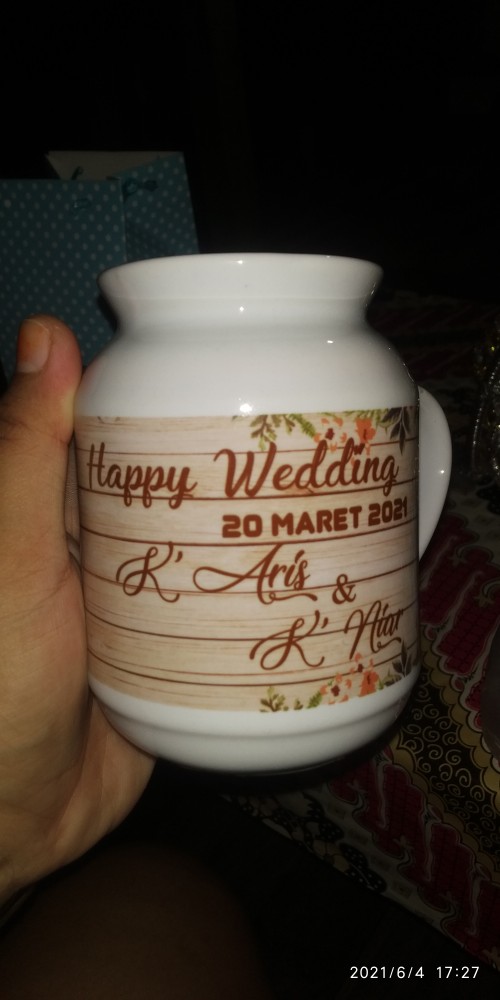 Happy Wedding
20 MARET 2021
K' Aris
&
K' Niar
2021/6/4 17:27